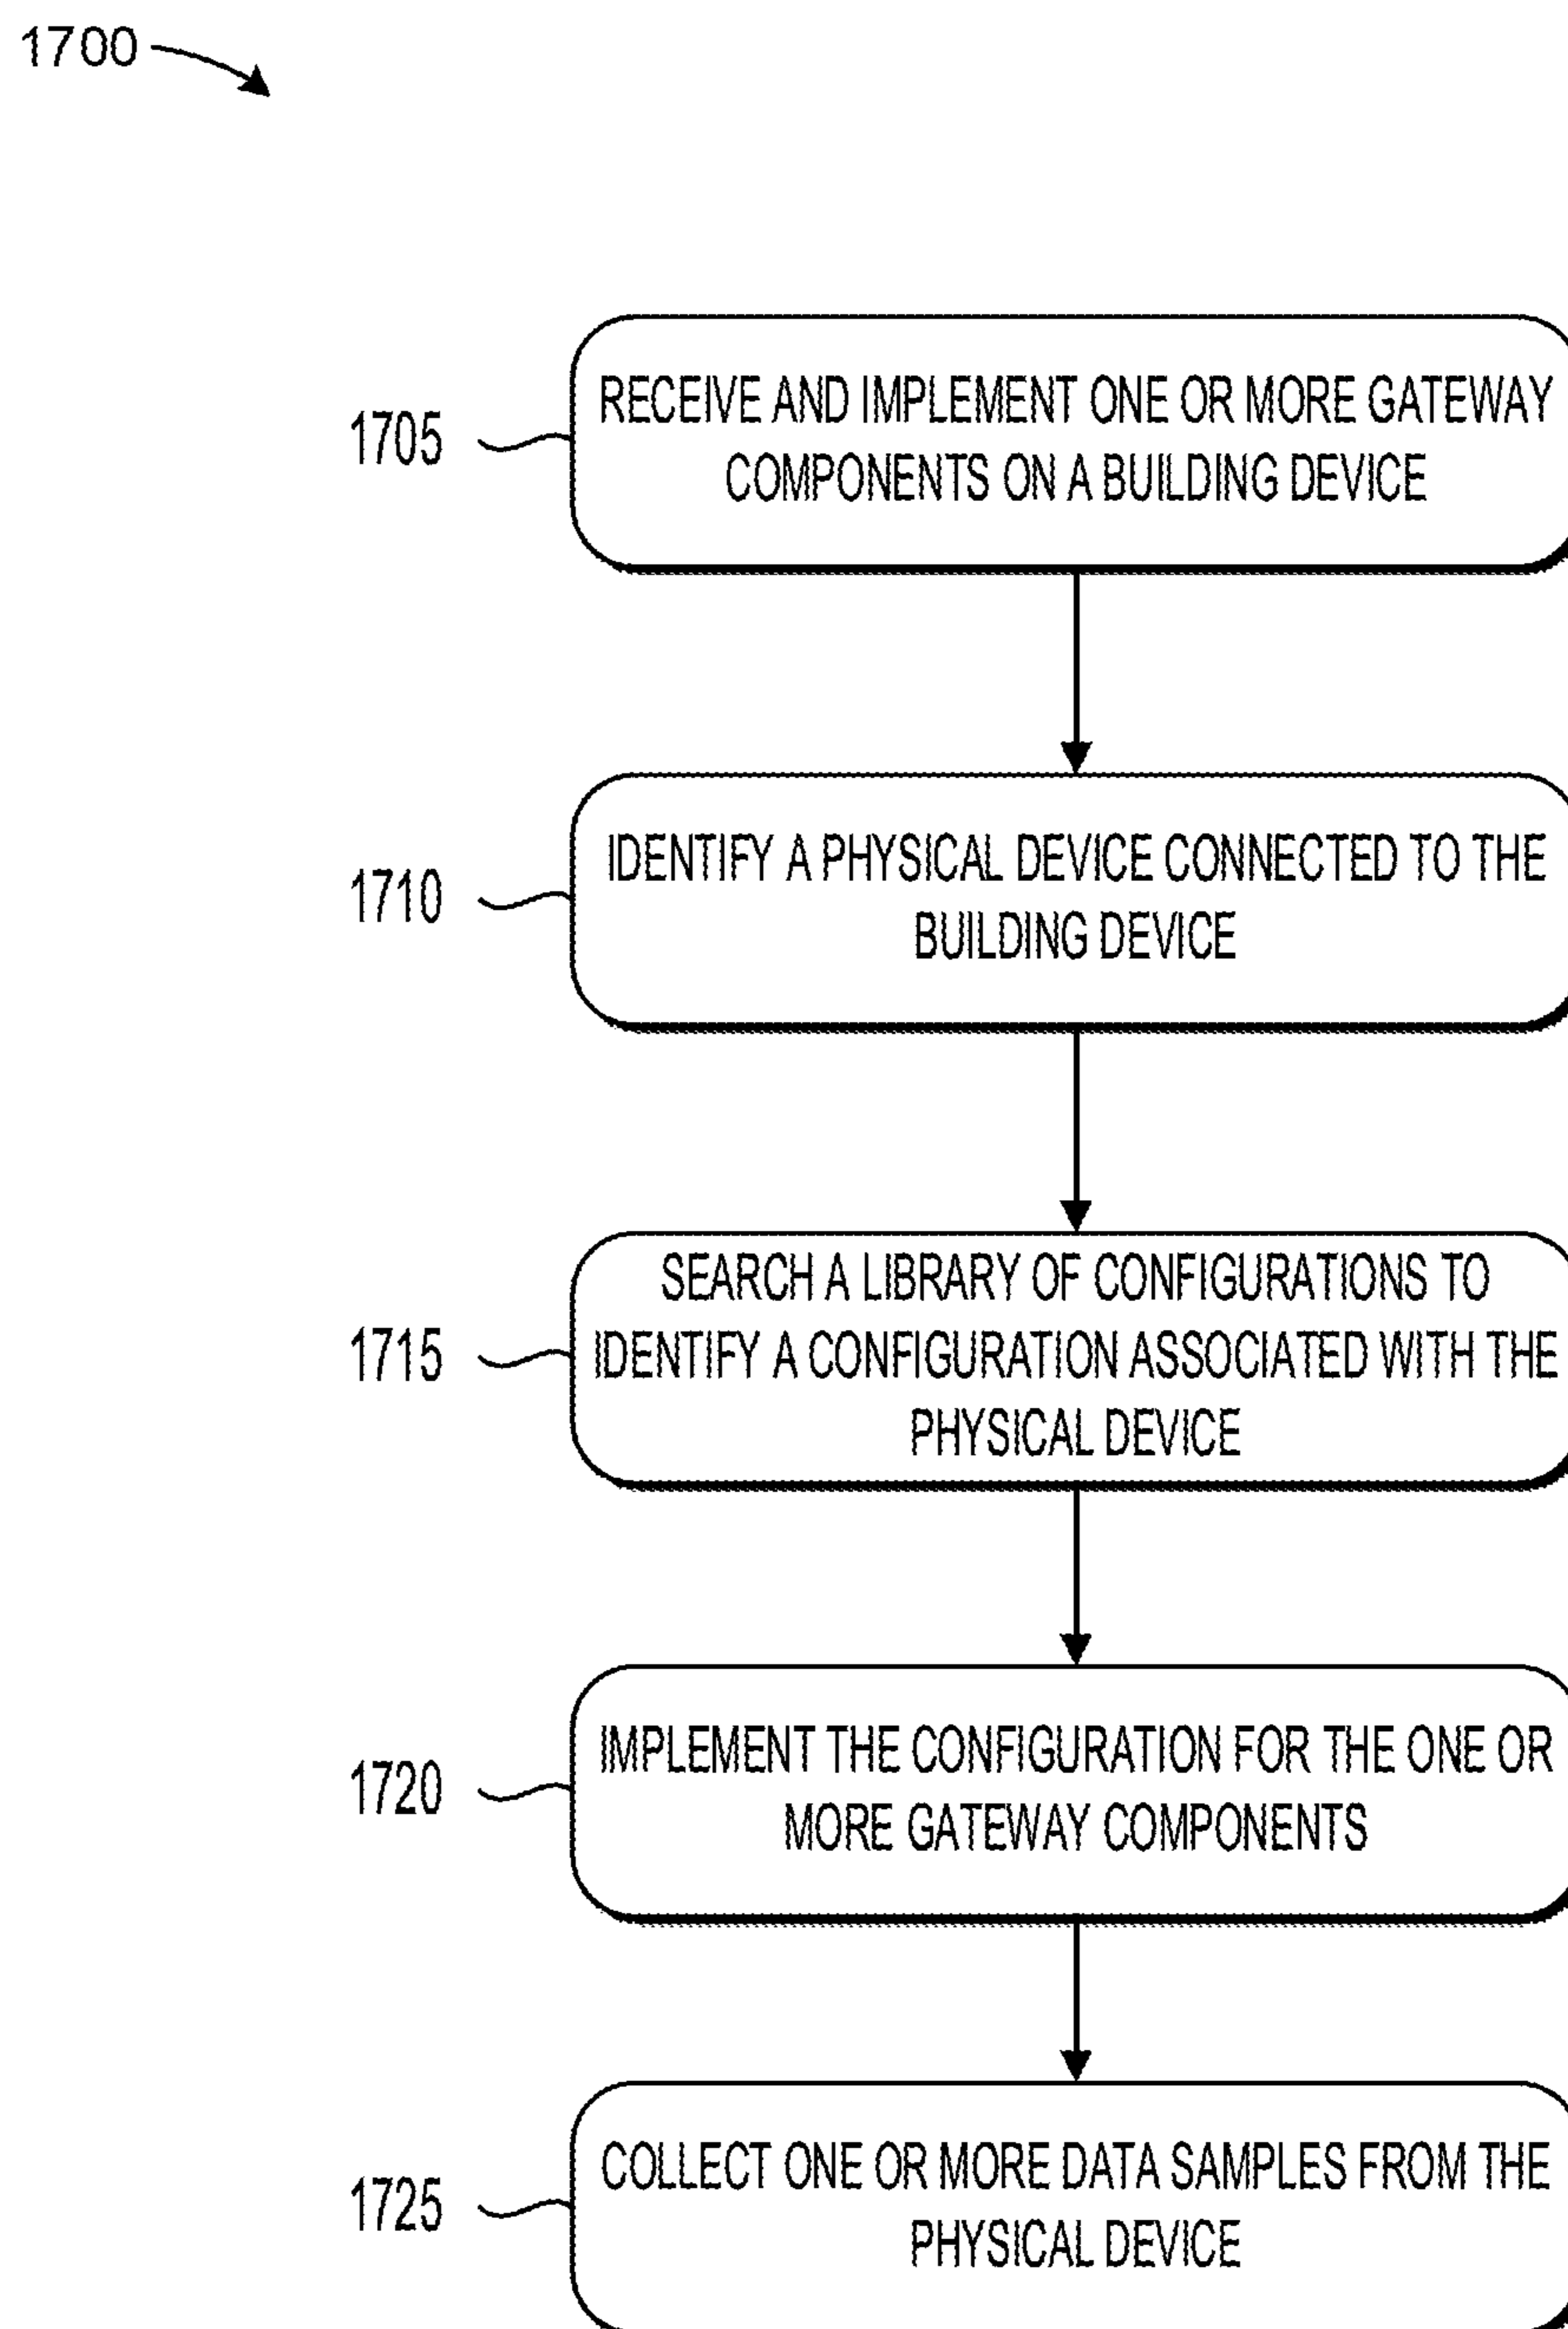 1700
1705
RECEIVE AND IMPLEMENT ONE OR MORE GATEWAY
COMPONENTS ON A BUILDING DEVICE
1710
IDENTIFY A PHYSICAL DEVICE CONNECTED TO THE
BUILDING DEVICE
1715
SEARCH A LIBRARY OF CONFIGURATIONS TO
IDENTIFY A CONFIGURATION ASSOCIATED WITH THE
PHYSICAL DEVICE
1720
IMPLEMENT THE CONFIGURATION FOR THE ONE OR
MORE GATEWAY COMPONENTS
1725
COLLECT ONE OR MORE DATA SAMPLES FROM THE
PHYSICAL DEVICE